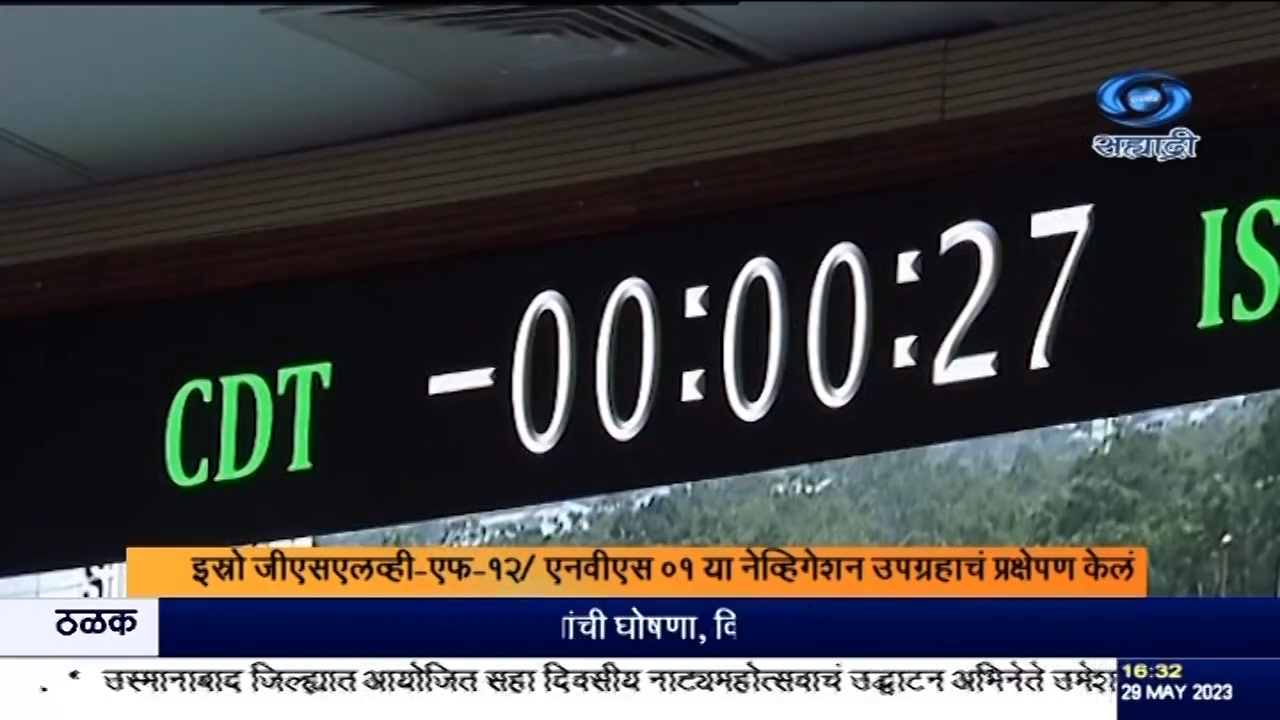 सह्याद्री
CDT -00:00:27 IS
इस्रो जीएसएलव्ही-एफ-१२/ एनवीएस ०१ या नेव्हिगेशन उपग्रहाचं प्रक्षेपण केलं
ठळक
ांची घोषणा, वि
* उस्मानाबाद जिल्ह्यात आयोजित सहा दिवसीय नाट्यमहोत्सवाचं उद्घाटन अभिनेते उमेश
16:32
29 MAY 2023